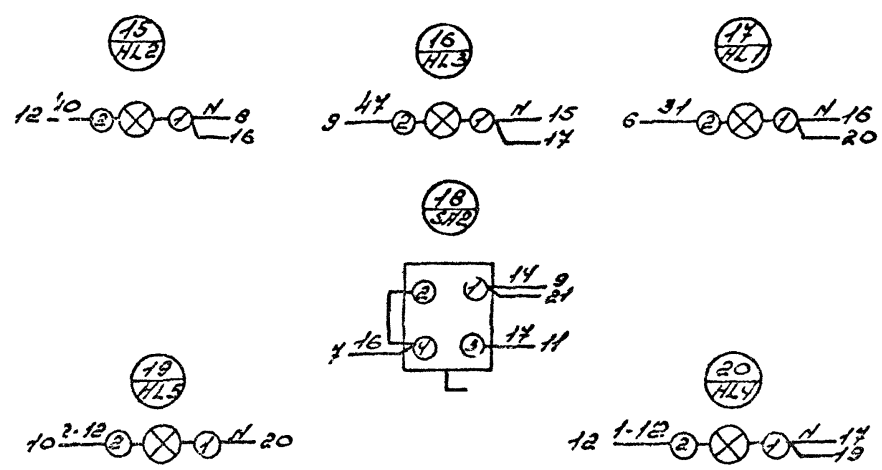 15
HL2
16
HL3
17
HL1
12 10 2 1 N 8
16
9 47 2 1 N 15
17
6 31 2 1 N 16
20
18
SA2
2 1 14 9
21
7 16 4 3 17 11
19
HL5
20
HL4
10 2-12 2 1 N 20
12 1-12 2 1 N 17
19